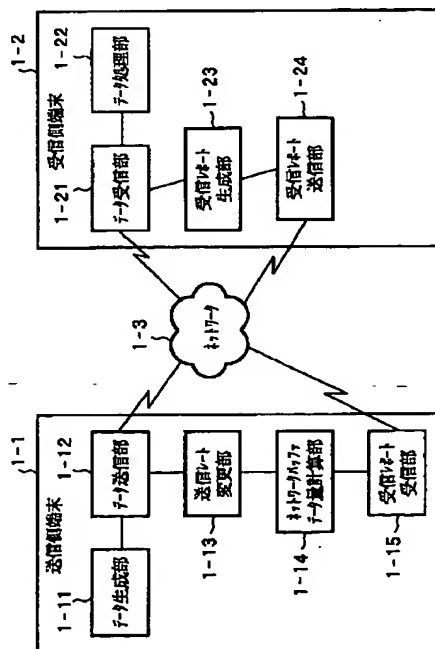 1-1
送信側端末
1-11
データ生成部
1-12
データ送信部
1-13
送信レート
変更部
1-14
ネットワークバッファ
データ量計算部
1-15
受信レポート
受信部
1-3
ネットワーク
1-2
受信側端末
1-21
データ受信部
1-22
データ処理部
1-23
受信レポート
生成部
1-24
受信レポート
送信部